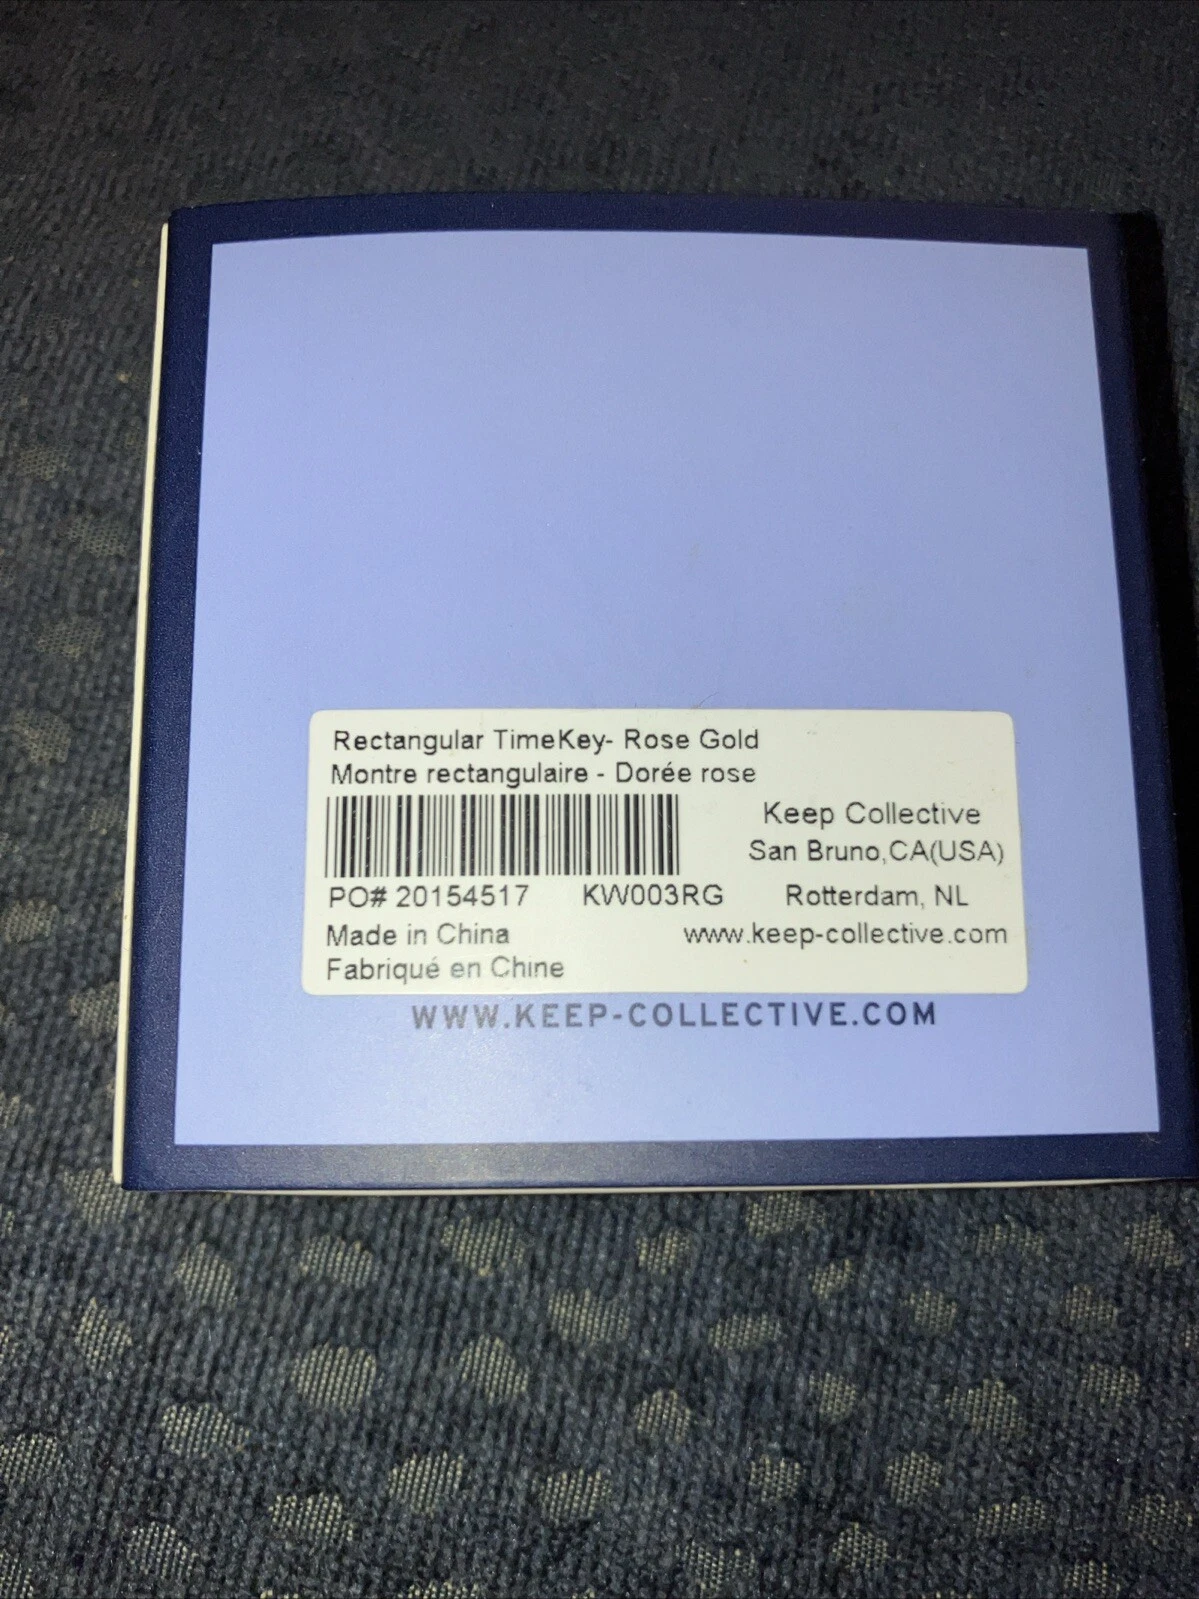 Rectangular TimeKey- Rose Gold
Montre rectangulaire - Dorée rose
Keep Collective
San Bruno,CA(USA)
PO# 20154517 KW003RG Rotterdam, NL
Made in China www.keep-collective.com
Fabriqué en Chine
WWW.KEEP-COLLECTIVE.COM